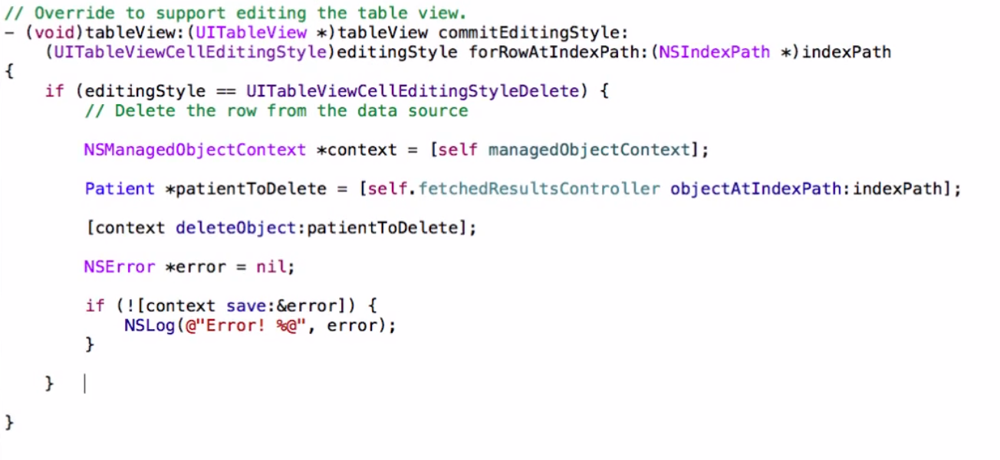 // Override to support editing the table view.
- (void)tableView:(UITableView *)tableView commitEditingStyle:
    (UITableViewCellEditingStyle)editingStyle forRowAtIndexPath:(NSIndexPath *)indexPath
{
    if (editingStyle == UITableViewCellEditingStyleDelete) {
        // Delete the row from the data source
        NSManagedObjectContext *context = [self managedObjectContext];
        Patient *patientToDelete = [self.fetchedResultsController objectAtIndexPath:indexPath];
        [context deleteObject:patientToDelete];
        NSError *error = nil;
        if (![context save:&error]) {
            NSLog(@"Error! %@", error);
        }
    }
}